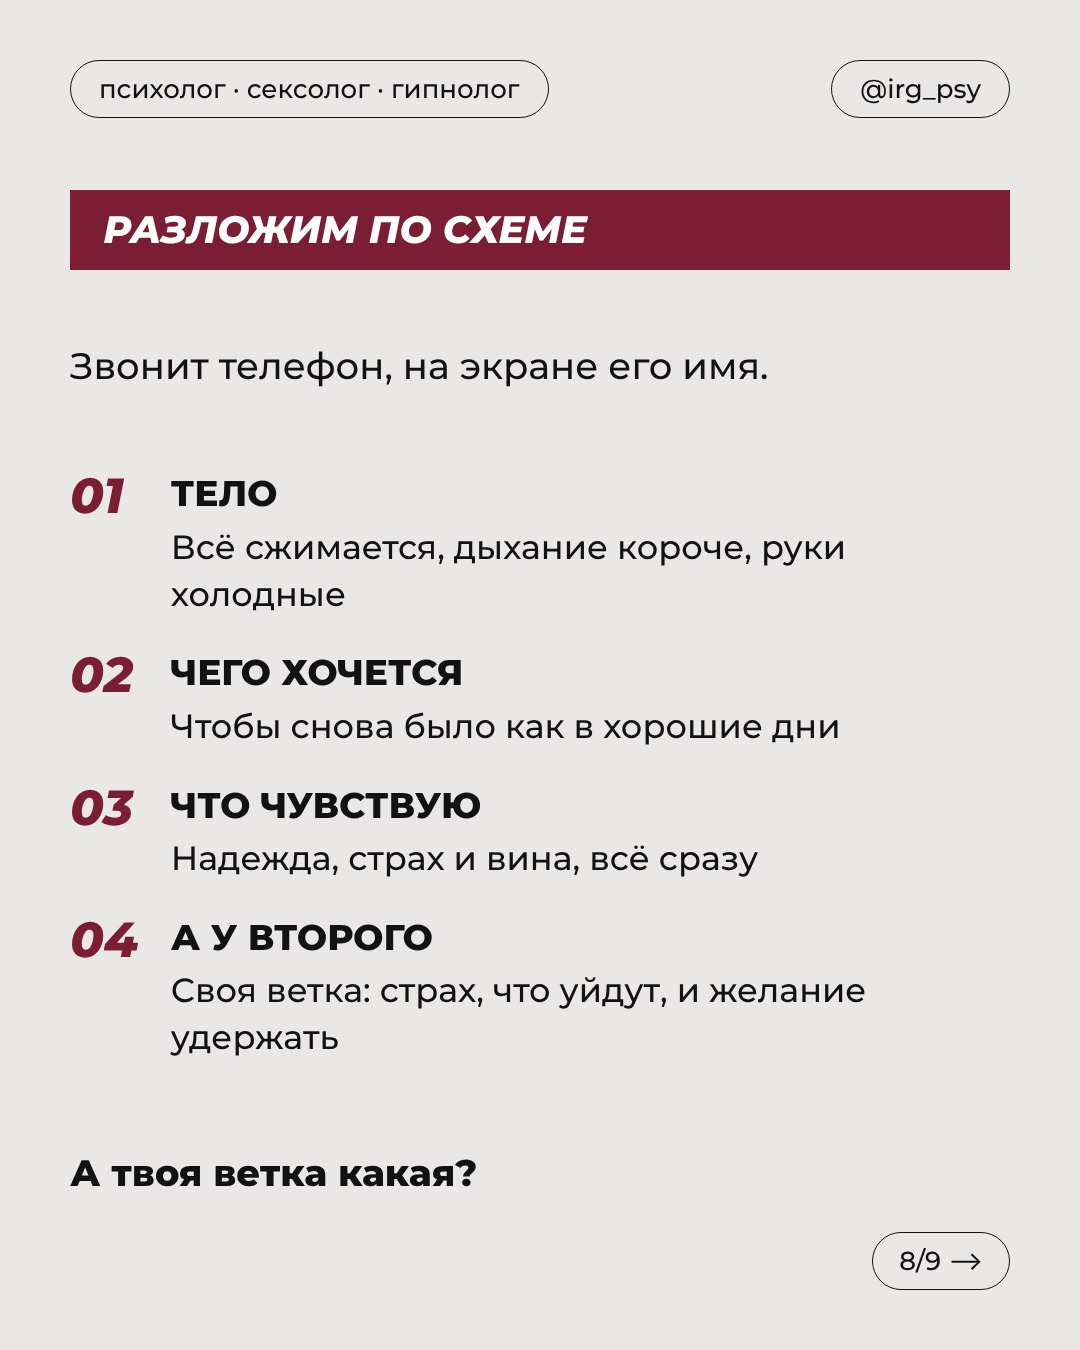 психолог · сексолог · гипнолог
@irg_psy
РАЗЛОЖИМ ПО СХЕМЕ
Звонит телефон, на экране его имя.
01 ТЕЛО
Всё сжимается, дыхание короче, руки
холодные
02 ЧЕГО ХОЧЕТСЯ
Чтобы снова было как в хорошие дни
03 ЧТО ЧУВСТВУЮ
Надежда, страх и вина, всё сразу
04 А У ВТОРОГО
Своя ветка: страх, что уйдут, и желание
удержать
А твоя ветка какая?
8/9 →